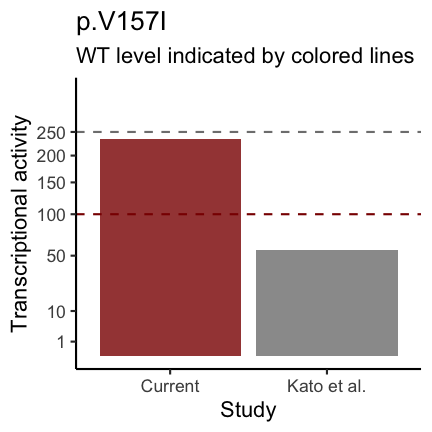 p.V157I
WT level indicated by colored lines
Transcriptional activity
250
200
150
100
50
10
1
Current
Kato et al.
Study